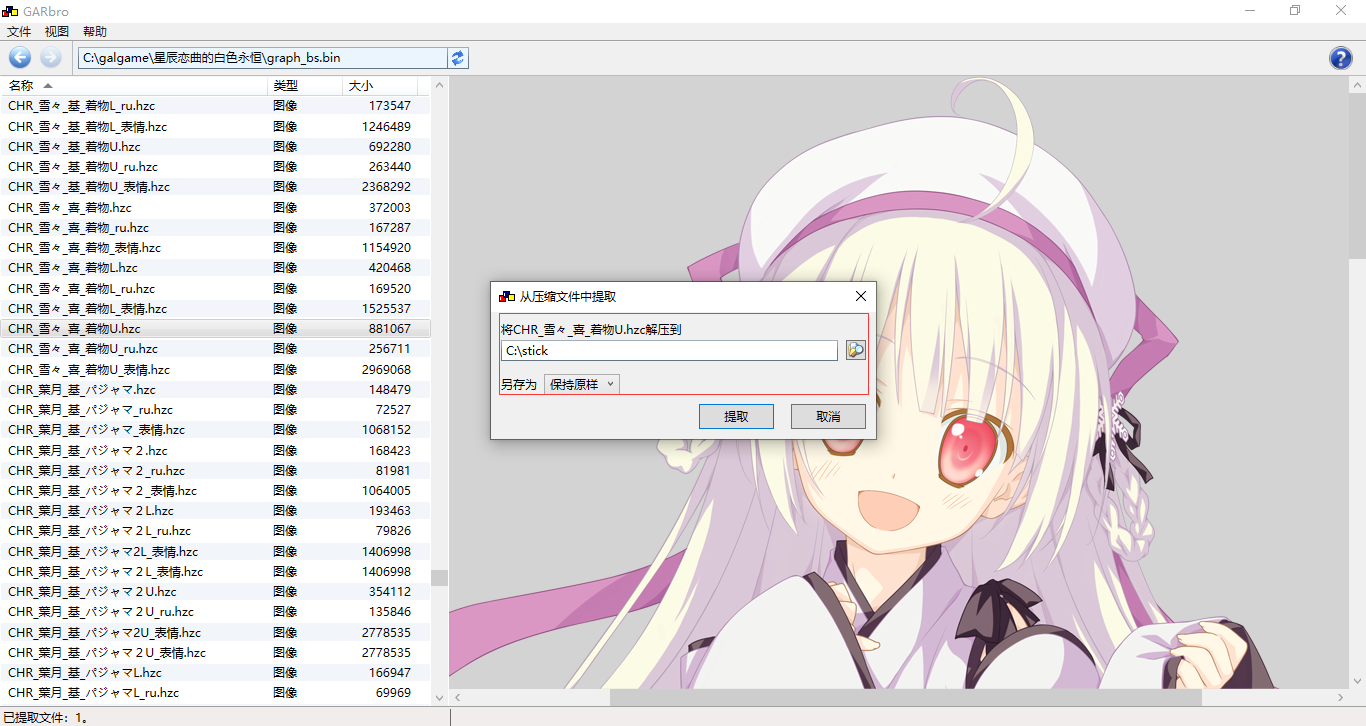 GARbro
文件 视图 帮助
C:\galgame\星辰恋曲的白色永恒\graph_bs.bin
名称 类型 大小
CHR_雪々_基_着物L_ru.hzc 图像 173547
CHR_雪々_基_着物L_表情.hzc 图像 1246489
CHR_雪々_基_着物U.hzc 图像 692280
CHR_雪々_基_着物U_ru.hzc 图像 263440
CHR_雪々_基_着物U_表情.hzc 图像 2368292
CHR_雪々_喜_着物.hzc 图像 372003
CHR_雪々_喜_着物_ru.hzc 图像 167287
CHR_雪々_喜_着物_表情.hzc 图像 1154920
CHR_雪々_喜_着物L.hzc 图像 420468
CHR_雪々_喜_着物L_ru.hzc 图像 169520
CHR_雪々_喜_着物L_表情.hzc 图像 1525537
CHR_雪々_喜_着物U.hzc 图像 881067
CHR_雪々_喜_着物U_ru.hzc 图像 256711
CHR_雪々_喜_着物U_表情.hzc 图像 2969068
CHR_葉月_基_パジャマ.hzc 图像 148479
CHR_葉月_基_パジャマ_ru.hzc 图像 72527
CHR_葉月_基_パジャマ_表情.hzc 图像 1068152
CHR_葉月_基_パジャマ２.hzc 图像 168423
CHR_葉月_基_パジャマ２_ru.hzc 图像 81981
CHR_葉月_基_パジャマ２_表情.hzc 图像 1064005
CHR_葉月_基_パジャマ２L.hzc 图像 193463
CHR_葉月_基_パジャマ２L_ru.hzc 图像 79826
CHR_葉月_基_パジャマ2L_表情.hzc 图像 1406998
CHR_葉月_基_パジャマ２L_表情.hzc 图像 1406998
CHR_葉月_基_パジャマ２U.hzc 图像 354112
CHR_葉月_基_パジャマ２U_ru.hzc 图像 135846
CHR_葉月_基_パジャマ2U_表情.hzc 图像 2778535
CHR_葉月_基_パジャマ２U_表情.hzc 图像 2778535
CHR_葉月_基_パジャマL.hzc 图像 166947
CHR_葉月_基_パジャマL_ru.hzc 图像 69969
从压缩文件中提取
将CHR_雪々_喜_着物U.hzc解压到
C:\stick
另存为 保持原样
提取 取消
已提取文件：1。